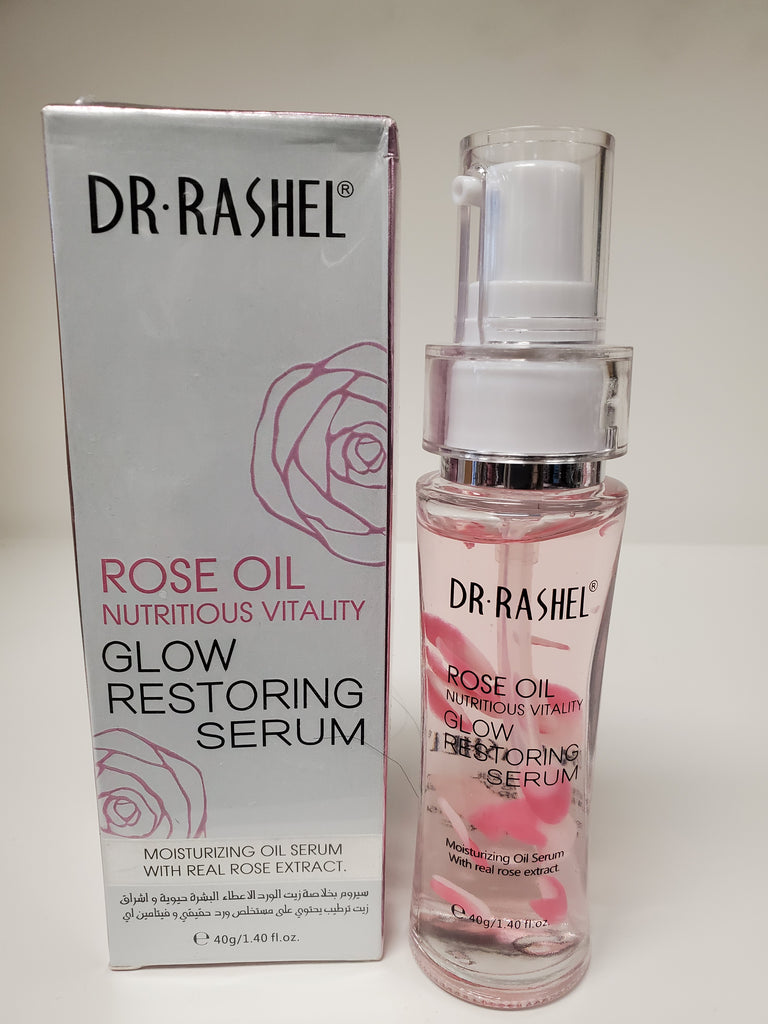 DR·RASHEL®
ROSE OIL
NUTRITIOUS VITALITY
GLOW
RESTORING
SERUM
MOISTURIZING OIL SERUM
WITH REAL ROSE EXTRACT.
سيروم بخلاصة زيت الورد الاعطاء البشرة حيوية و اشراق
زيت ترطيب يحتوي على مستخلص ورد حقيقي و فيتامين اي
℮ 40g/1.40 fl.oz.
DR·RASHEL®
ROSE OIL
NUTRITIOUS VITALITY
GLOW
RESTORING
SERUM
Moisturizing Oil Serum
With real rose extract.
℮ 40g/1.40 fl.oz.